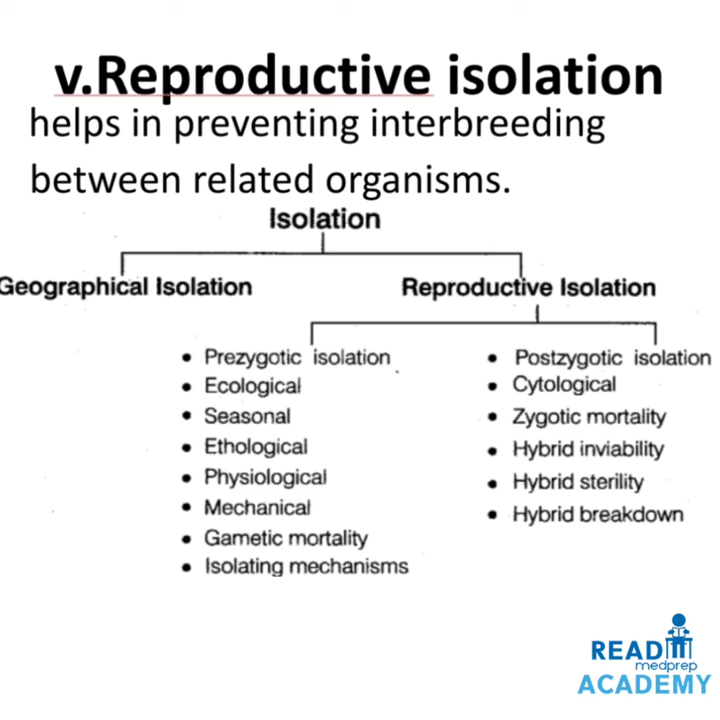 v.Reproductive isolation
helps in preventing interbreeding
between related organisms.
Isolation
Geographical Isolation
Reproductive Isolation
• Prezygotic isolation
• Ecological
• Seasonal
• Ethological
• Physiological
• Mechanical
• Gametic mortality
• Isolating mechanisms
• Postzygotic isolation
• Cytological
• Zygotic mortality
• Hybrid inviability
• Hybrid sterility
• Hybrid breakdown
READ
medprep
ACADEMY